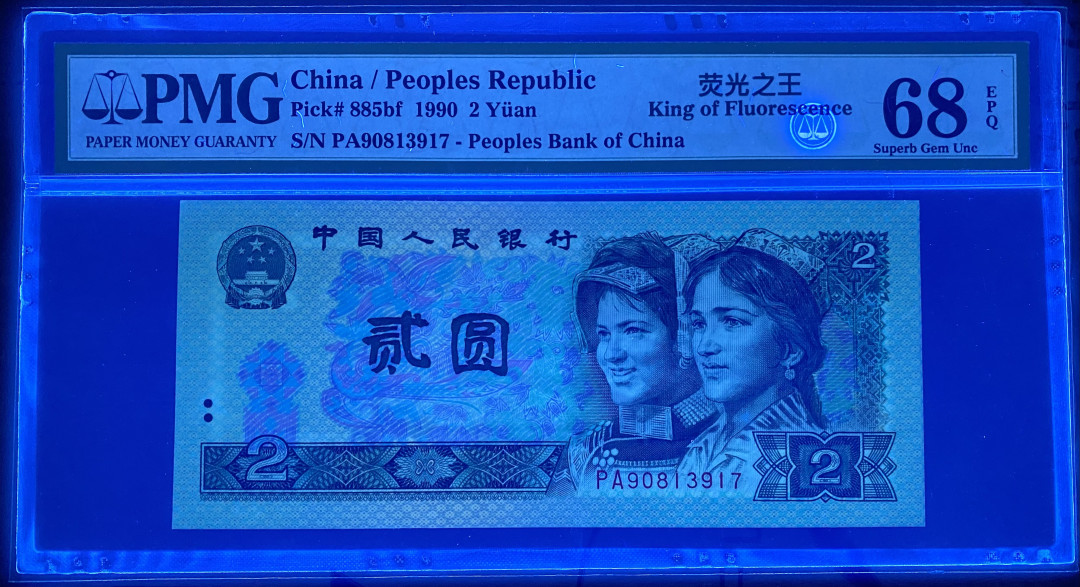 PMG
PAPER MONEY GUARANTY
China / Peoples Republic
Pick# 885bf 1990 2 Yüan
S/N PA90813917 - Peoples Bank of China
荧光之王
King of Fluorescence
68
EPQ
Superb Gem Unc
中国人民银行
2
贰圆
2
PA90813917
2